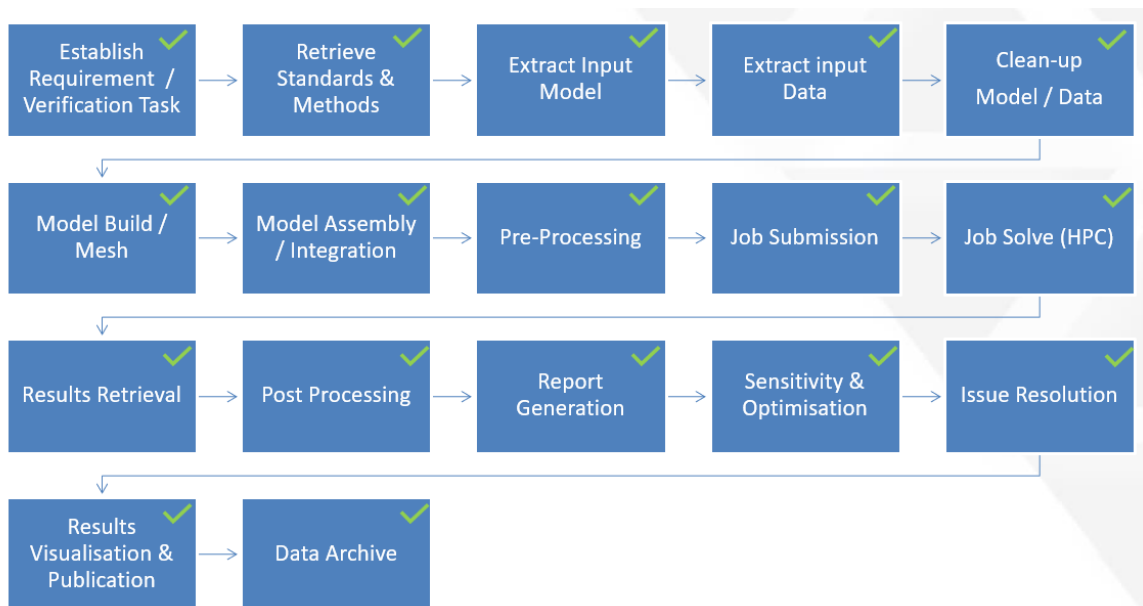 Establish
Requirement /
Verification Task
Retrieve
Standards &
Methods
Extract Input
Model
Extract input
Data
Clean-up
Model / Data
Model Build /
Mesh
Model Assembly
/ Integration
Pre-Processing
Job Submission
Job Solve (HPC)
Results Retrieval
Post Processing
Report
Generation
Sensitivity &
Optimisation
Issue Resolution
Results
Visualisation &
Publication
Data Archive